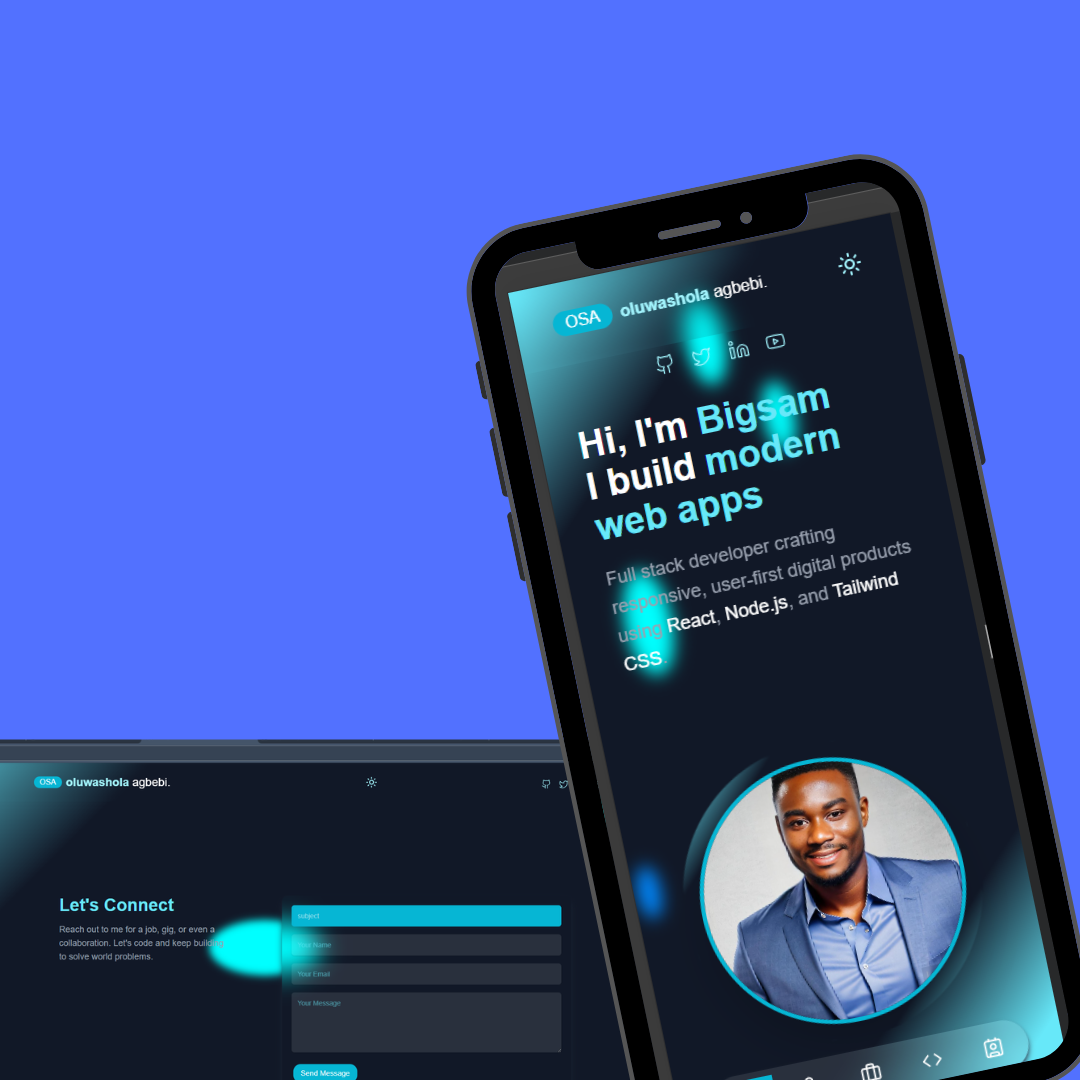 OSA oluwashola agbebi.
Hi, I'm Bigsam
I build modern
web apps
Full stack developer crafting
responsive, user-first digital products
using React, Node.js, and Tailwind
CSS.
OSA oluwashola agbebi.
Let's Connect
Reach out to me for a job, gig, or even a
collaboration. Let's code and keep building
to solve world problems.
subject
Your Name
Your Email
Your Message
Send Message